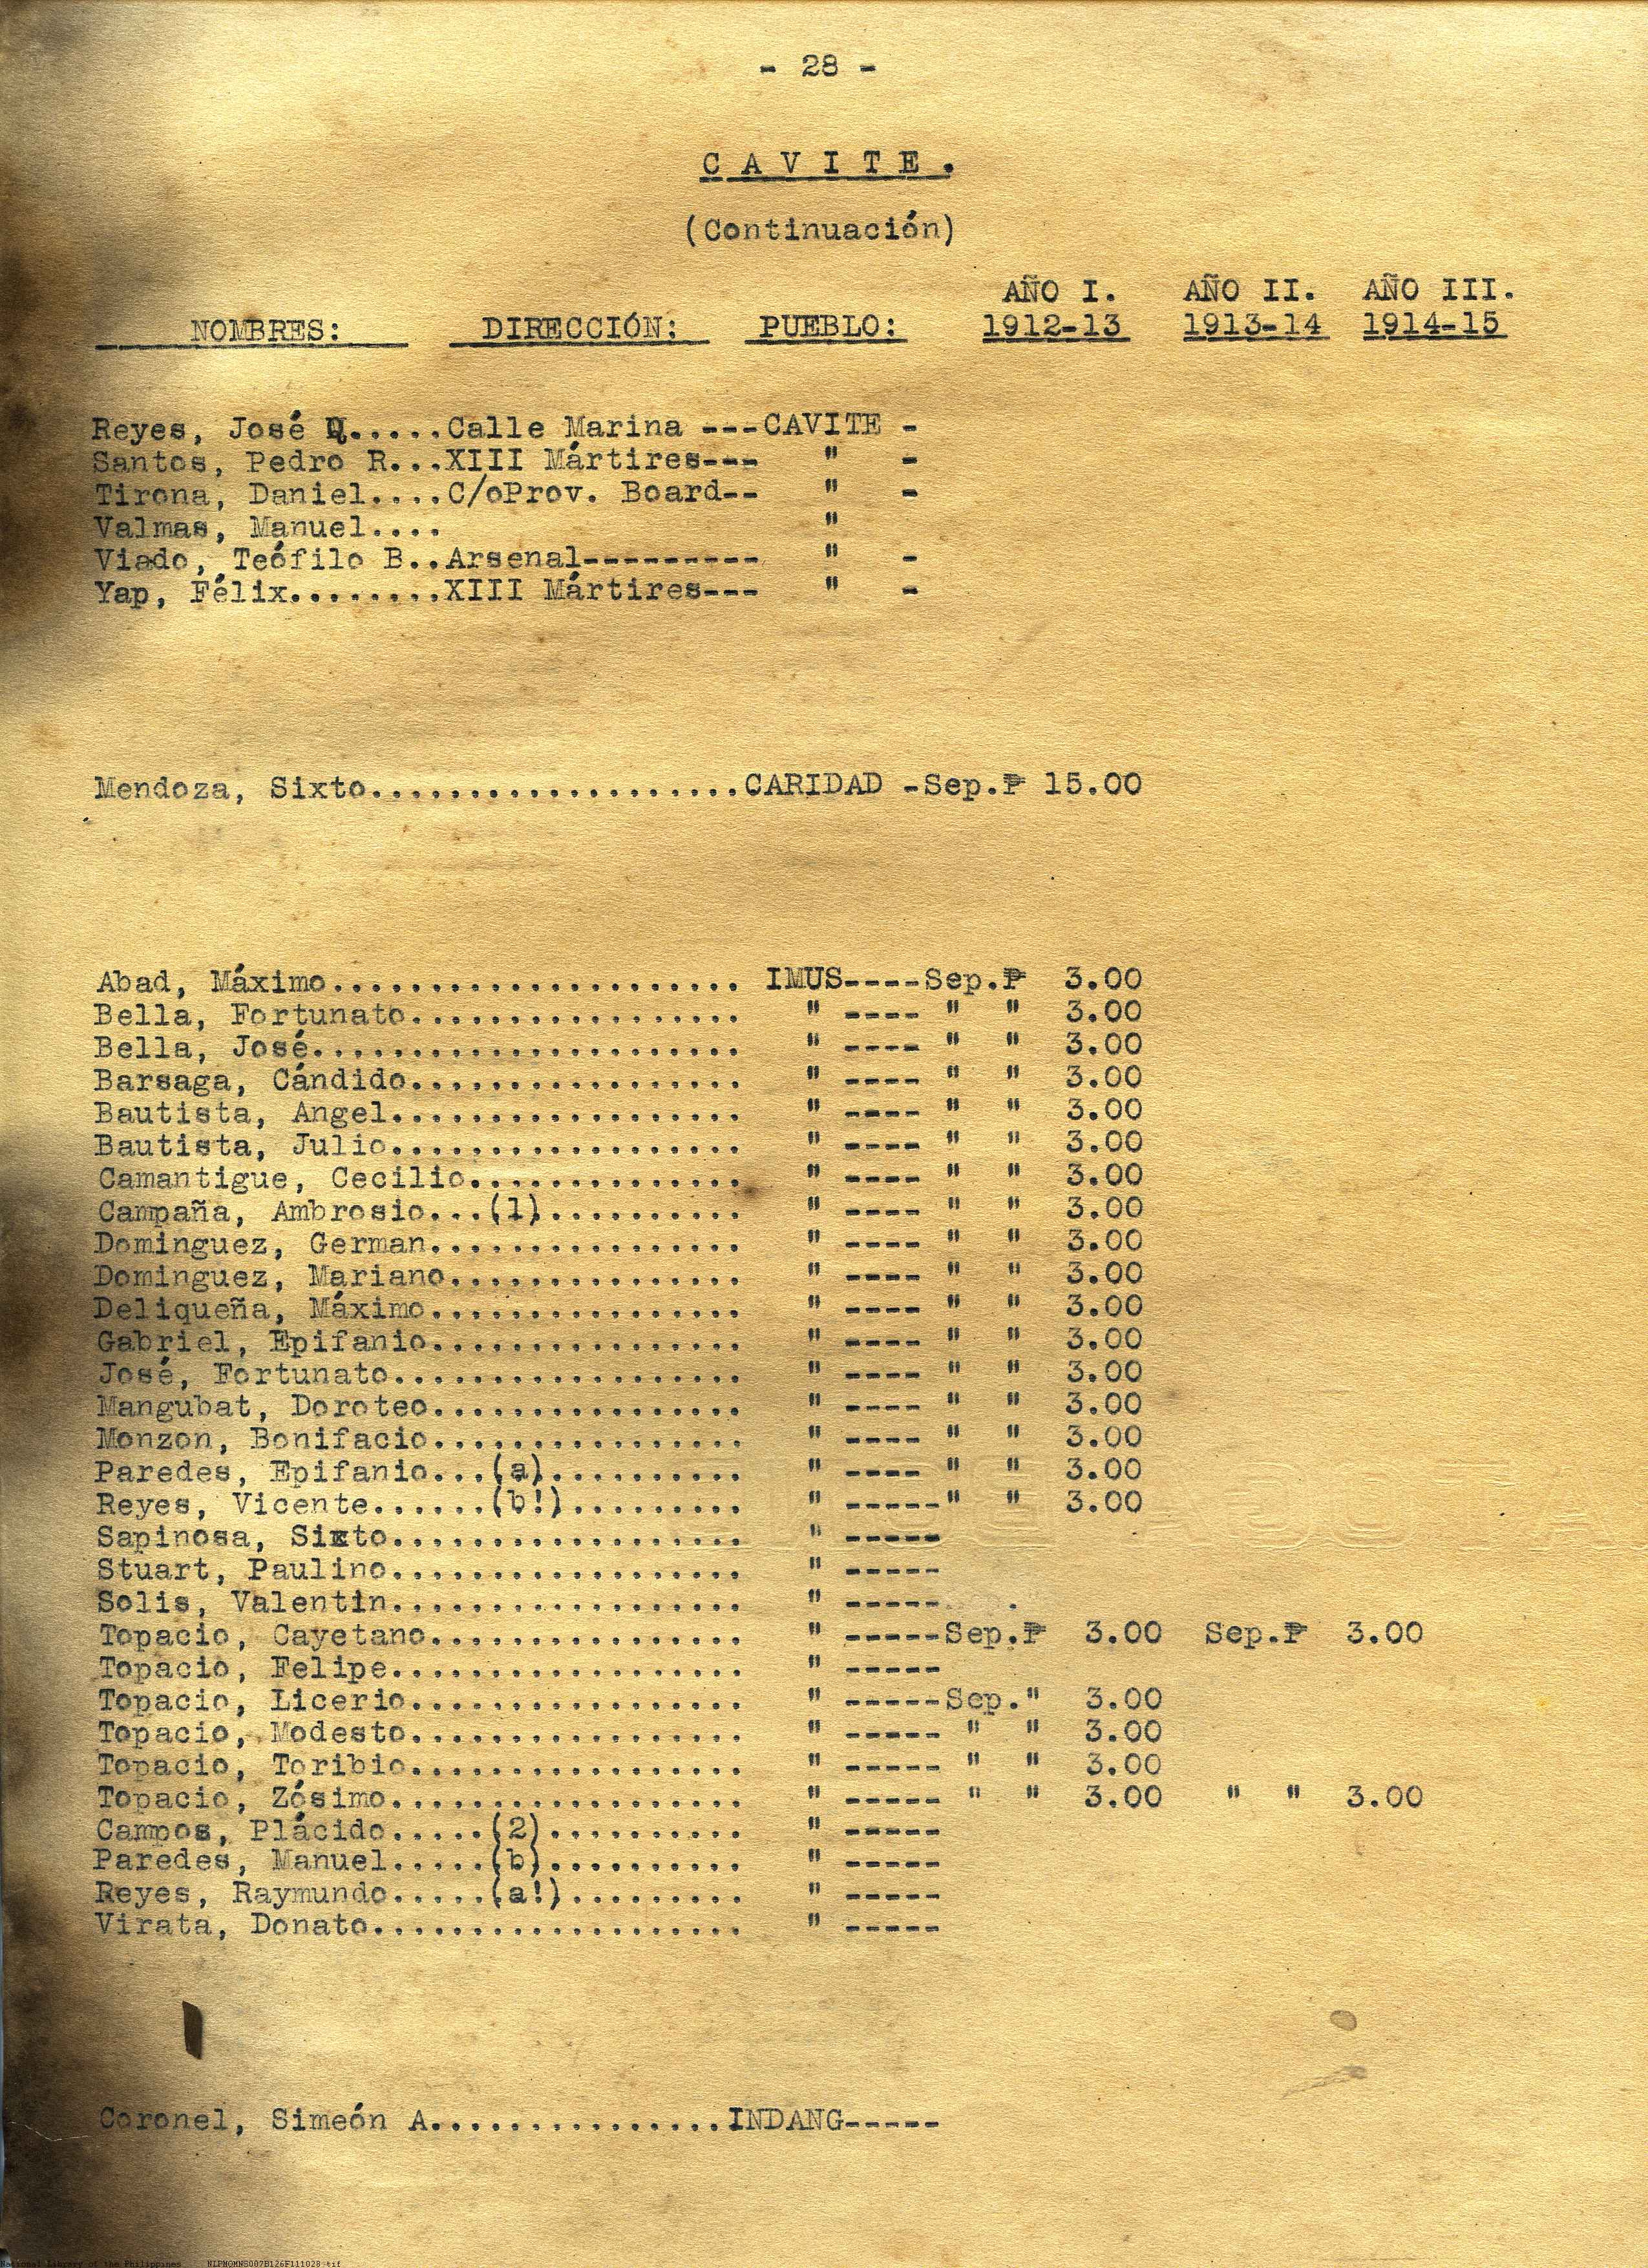 - 28 -
C A V I T E .
(Continuación)
AÑO I. AÑO II. AÑO III.
NOMBRES: DIRECCIÓN: PUEBLO: 1912-13 1913-14 1914-15
Reyes, José .....Calle Marina ---CAVITE -
Santos, Pedro R...XIII Mártires--- " -
Tirona, Daniel....C/oProv. Board-- " -
Valmas, Manuel.... "
Viado, Teófilo B..Arsenal--------- " -
Yap, Félix........XIII Mártires--- " -
Mendoza, Sixto...................CARIDAD -Sep.₱ 15.00
Abad, Máximo..................... IMUS----Sep.₱ 3.00
Bella, Fortunato................. " ---- " " 3.00
Bella, José...................... " ---- " " 3.00
Barsaga, Cándido................. " ---- " " 3.00
Bautista, Angel.................. " ---- " " 3.00
Bautista, Julio.................. " ---- " " 3.00
Camantigue, Cecilio.............. " ---- " " 3.00
Campaña, Ambrosio...(1).......... " ---- " " 3.00
Dominguez, German................ " ---- " " 3.00
Dominguez, Mariano............... " ---- " " 3.00
Deliqueña, Máximo................ " ---- " " 3.00
Gabriel, Epifanio................ " ---- " " 3.00
José, Fortunato.................. " ---- " " 3.00
Mangubat, Doroteo................ " ---- " " 3.00
Monzon, Bonifacio................ " ---- " " 3.00
Paredes, Epifanio...(a).......... " ---- " " 3.00
Reyes, Vicente......(b!)......... " -----" " 3.00
Sapinosa, Sixto.................. " -----
Stuart, Paulino.................. " -----
Solis, Valentin.................. " -----
Topacio, Cayetano................ " -----Sep.₱ 3.00 Sep.₱ 3.00
Topacio, Felipe.................. " -----
Topacio, Licerio................. " -----Sep." 3.00
Topacio, Modesto................. " ----- " " 3.00
Topacio, Toribio................. " ----- " " 3.00
Topacio, Zósimo.................. " ----- " " 3.00 " " 3.00
Campos, Plácido.....(2).......... " -----
Paredes, Manuel.....(b).......... " -----
Reyes, Raymundo.....(a!)......... " -----
Virata, Donato................... " -----
Coronel, Simeón A...............INDANG-----
National Library of the Philippines NLPMQMNS007B126F111028.tif